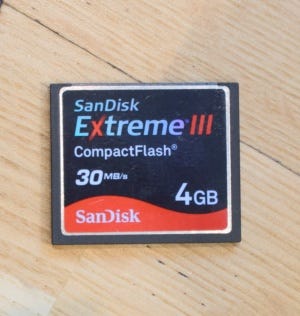 SanDisk
Extreme III
CompactFlash®
30MB/s
4GB
SanDisk